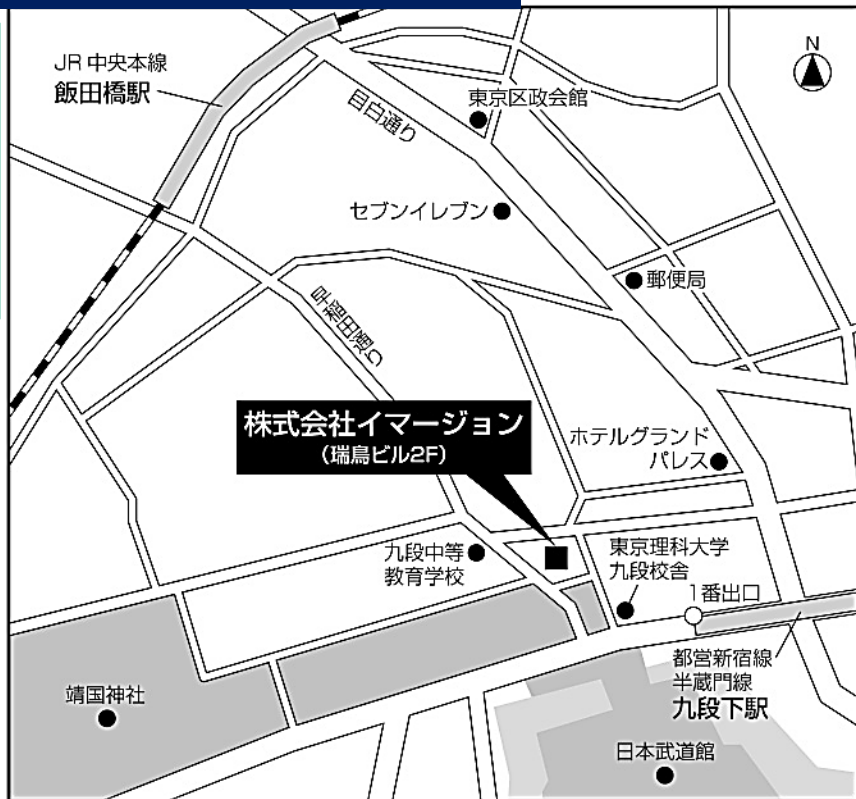 JR 中央本線
飯田橋駅
N
目白通り
東京区政会館
セブンイレブン
郵便局
早稲田通り
株式会社イマージョン
(瑞鳥ビル2F)
ホテルグランド
パレス
九段中等
教育学校
東京理科大学
九段校舎
1番出口
都営新宿線
半蔵門線
九段下駅
靖国神社
日本武道館